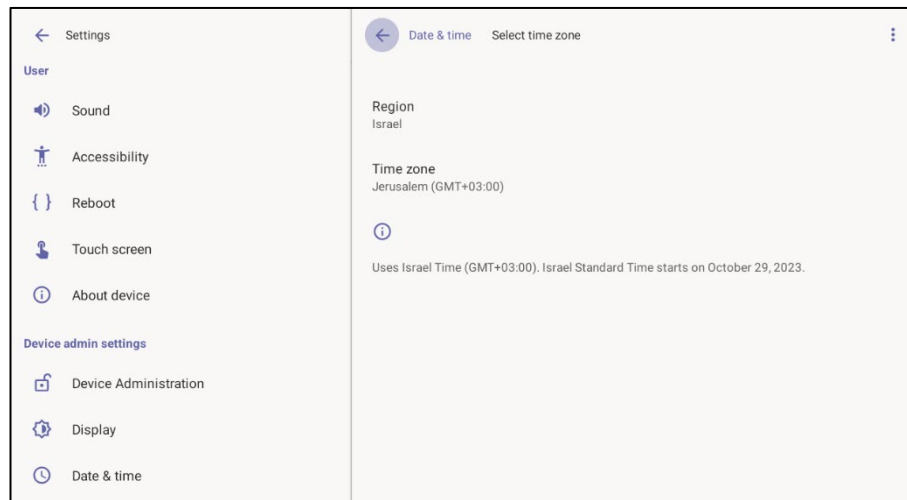 Settings
User
Sound
Accessibility
Reboot
Touch screen
About device
Device admin settings
Device Administration
Display
Date & time
Date & time Select time zone
Region
Israel
Time zone
Jerusalem (GMT+03:00)
Uses Israel Time (GMT+03:00). Israel Standard Time starts on October 29, 2023.